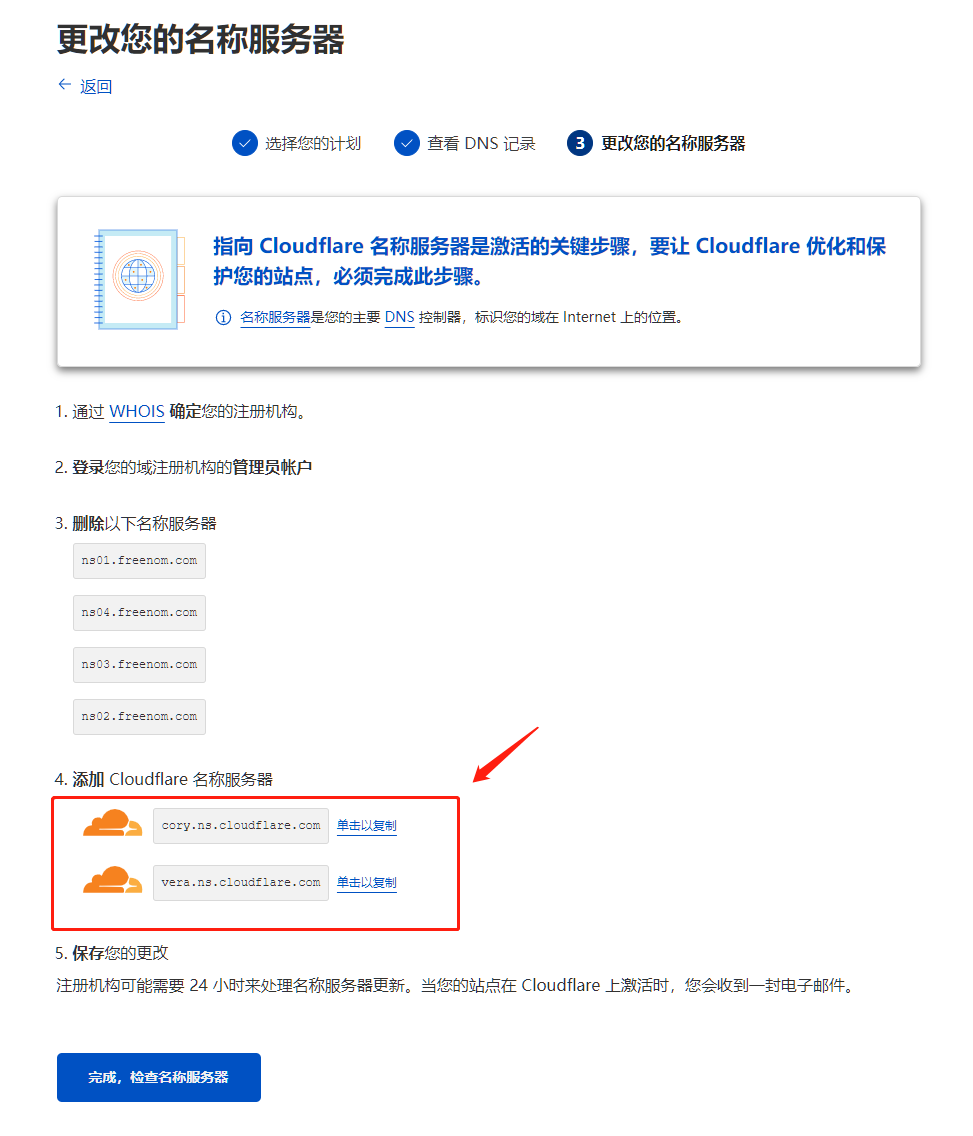 更改您的名称服务器
返回
选择您的计划 查看 DNS 记录 3 更改您的名称服务器
指向 Cloudflare 名称服务器是激活的关键步骤，要让 Cloudflare 优化和保
护您的站点，必须完成此步骤。
名称服务器是您的主要 DNS 控制器，标识您的域在 Internet 上的位置。
1. 通过 WHOIS 确定您的注册机构。
2. 登录您的域注册机构的管理员帐户
3. 删除以下名称服务器
ns01.freenom.com
ns04.freenom.com
ns03.freenom.com
ns02.freenom.com
4. 添加 Cloudflare 名称服务器
cory.ns.cloudflare.com 单击以复制
vera.ns.cloudflare.com 单击以复制
5. 保存您的更改
注册机构可能需要 24 小时来处理名称服务器更新。当您的站点在 Cloudflare 上激活时，您会收到一封电子邮件。
完成，检查名称服务器